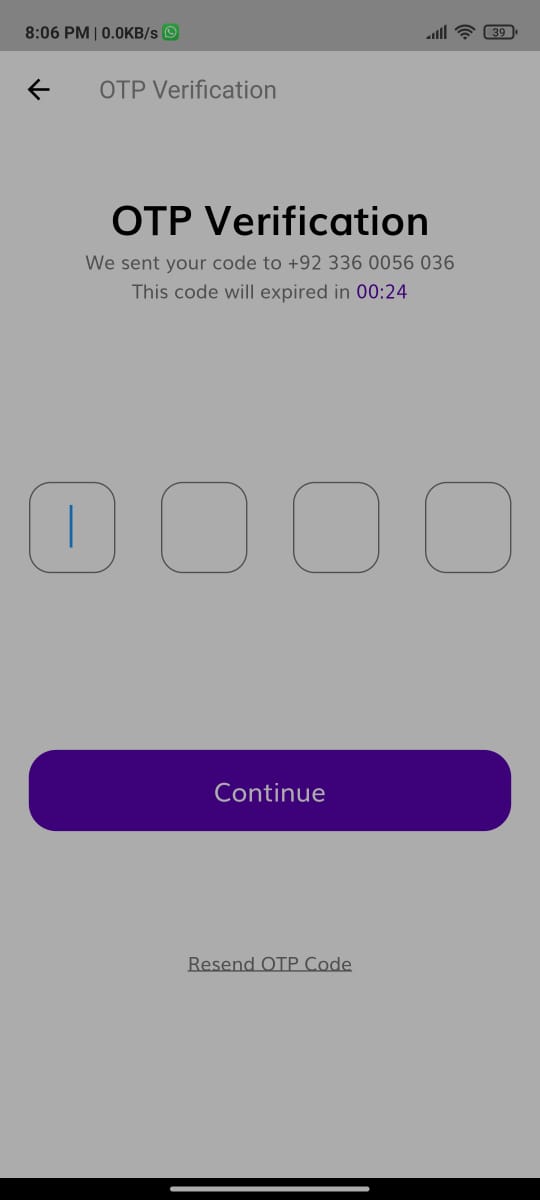 8:06 PM | 0.0KB/s
39
OTP Verification
OTP Verification
We sent your code to +92 336 0056 036
This code will expired in 00:24
Continue
Resend OTP Code